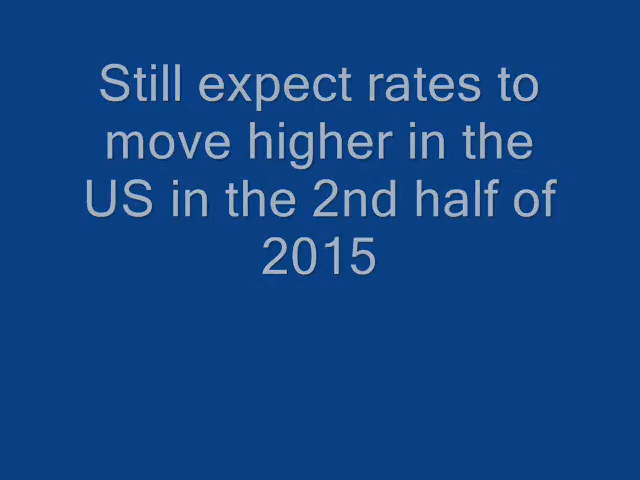 Still expect rates to
move higher in the
US in the 2nd half of
2015